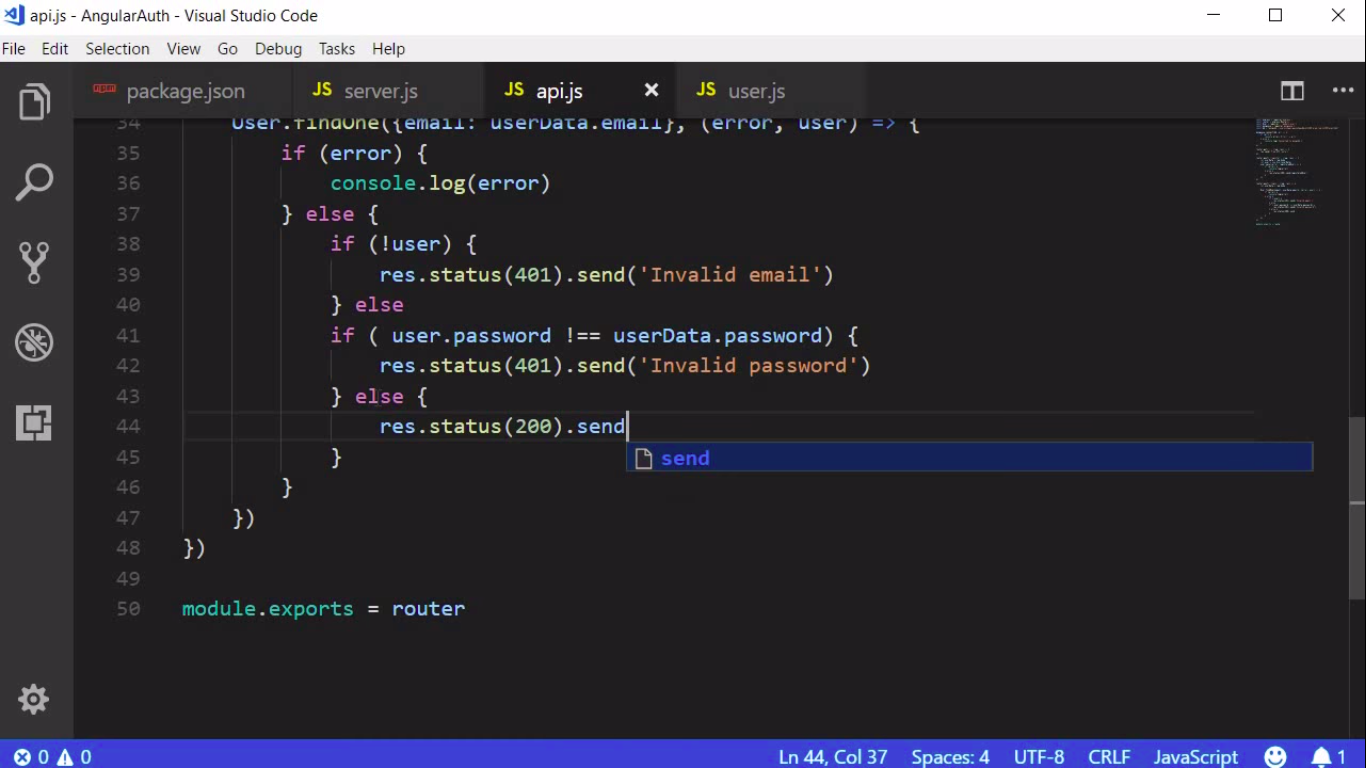 api.js - AngularAuth - Visual Studio Code
File Edit Selection View Go Debug Tasks Help
package.json JS server.js JS api.js JS user.js
34 User.findOne({email: userData.email}, (error, user) => {
35 if (error) {
36 console.log(error)
37 } else {
38 if (!user) {
39 res.status(401).send('Invalid email')
40 } else
41 if ( user.password !== userData.password) {
42 res.status(401).send('Invalid password')
43 } else {
44 res.status(200).send
send
45 }
46 }
47 })
48 })
49
50 module.exports = router
0 0 Ln 44, Col 37 Spaces: 4 UTF-8 CRLF JavaScript 1